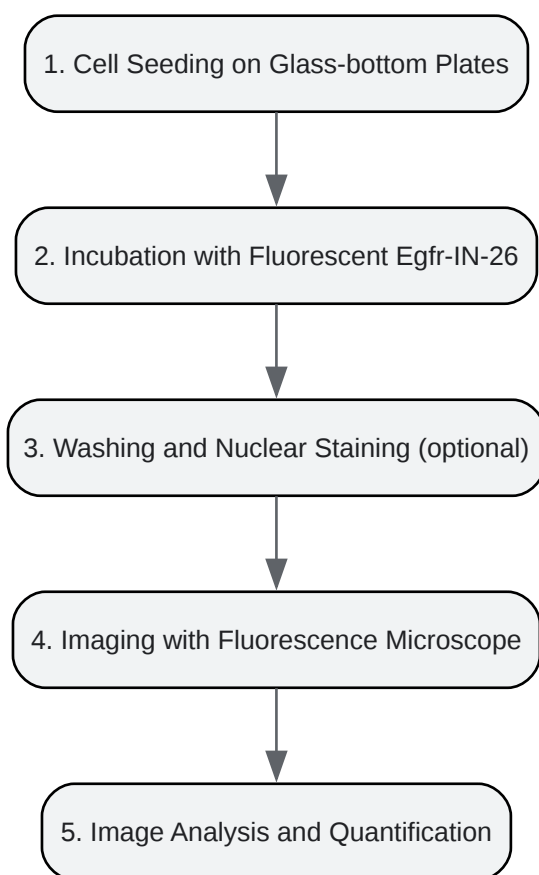 1. Cell Seeding on Glass-bottom Plates
2. Incubation with Fluorescent Egfr-IN-26
3. Washing and Nuclear Staining (optional)
4. Imaging with Fluorescence Microscope
5. Image Analysis and Quantification